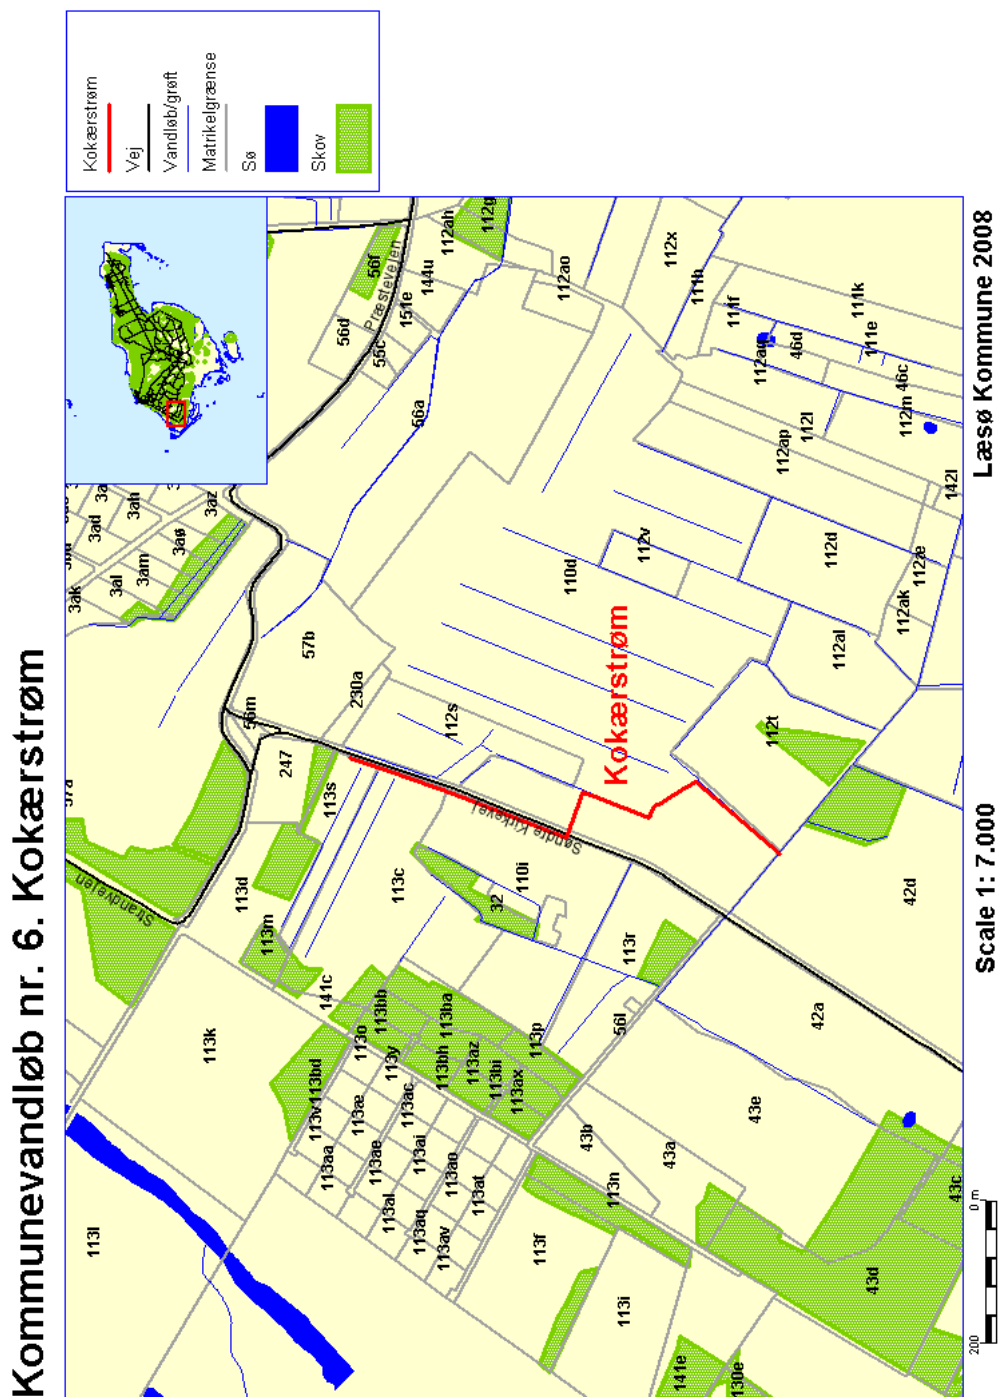 Kommunevandløb nr. 6. Kokærstrøm
Kokærstrøm
Vej
Vandløb/grøft
Matrikelgrænse
Sø
Skov
113l
113k
Strandvejen
3ak
3ad
3ah
3al
3am
3aø
3az
56m
57b
247
230a
113s
113d
113m
141c
113bd
113v
113aa
113æ
113ae
113al
113o
113y
113ac
113ai
113aq
113av
113ao
113at
113bb
113ba
113bh
113az
113bi
113ax
113p
113c
32
110i
113r
56l
Søndre Kirkevej
112s
Kokærstrøm
110d
112v
56a
56d
55c
56f
151e
144u
Præstevejen
112ah
112g
112ao
112x
111h
111f
111k
112aq
46d
111e
46c
112m
112l
112ap
142l
112d
112æ
112ak
112al
112t
42d
42a
43e
43a
43b
113n
113f
113i
43d
43c
141e
130e
200
0 m
Scale 1: 7.000
Læsø Kommune 2008